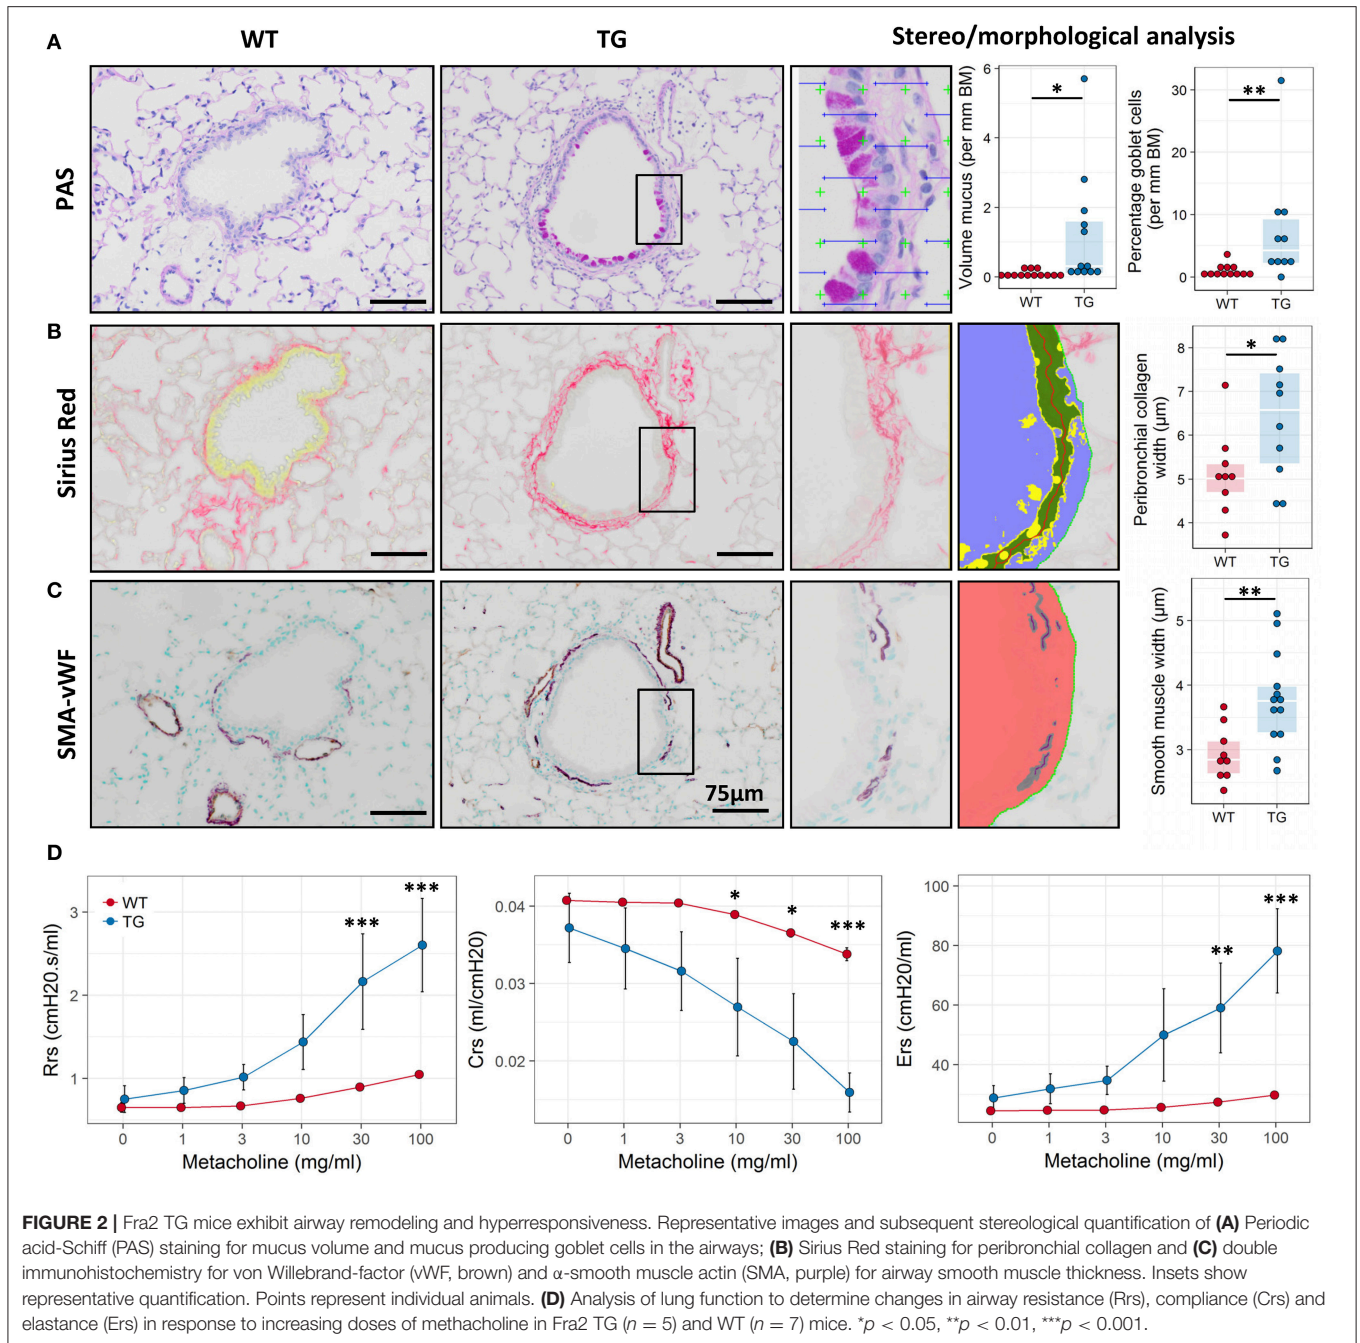 A
WT
TG
Stereo/morphological analysis
PAS
Volume mucus (per mm BM)
6
4
2
0
*
WT
TG
Percentage goblet cells
(per mm BM)
30
20
10
0
**
WT
TG
B
Sirius Red
Peribronchial collagen
width (µm)
8
7
6
5
4
*
WT
TG
C
SMA-vWF
75µm
Smooth muscle width (µm)
5
4
3
**
WT
TG
D
Rrs (cmH20.s/ml)
3
2
1
WT
TG
***
***
0 1 3 10 30 100
Metacholine (mg/ml)
Crs (ml/cmH20)
0.04
0.03
0.02
*
*
***
0 1 3 10 30 100
Metacholine (mg/ml)
Ers (cmH20/ml)
100
80
60
40
**
***
0 1 3 10 30 100
Metacholine (mg/ml)
FIGURE 2 | Fra2 TG mice exhibit airway remodeling and hyperresponsiveness. Representative images and subsequent stereological quantification of (A) Periodic
acid-Schiff (PAS) staining for mucus volume and mucus producing goblet cells in the airways; (B) Sirius Red staining for peribronchial collagen and (C) double
immunohistochemistry for von Willebrand-factor (vWF, brown) and α-smooth muscle actin (SMA, purple) for airway smooth muscle thickness. Insets show
representative quantification. Points represent individual animals. (D) Analysis of lung function to determine changes in airway resistance (Rrs), compliance (Crs) and
elastance (Ers) in response to increasing doses of methacholine in Fra2 TG (n = 5) and WT (n = 7) mice. *p < 0.05, **p < 0.01, ***p < 0.001.